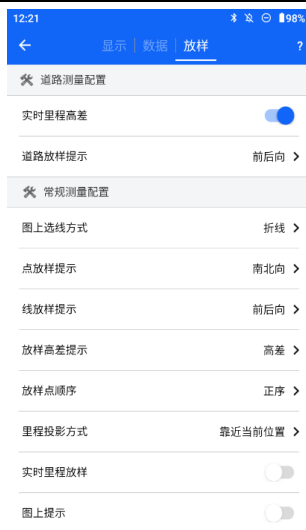 12:21 98%
显示 数据 放样 ?
道路测量配置
实时里程高差
道路放样提示 前后向
常规测量配置
图上选线方式 折线
点放样提示 南北向
线放样提示 前后向
放样高差提示 高差
放样点顺序 正序
里程投影方式 靠近当前位置
实时里程放样
图上提示